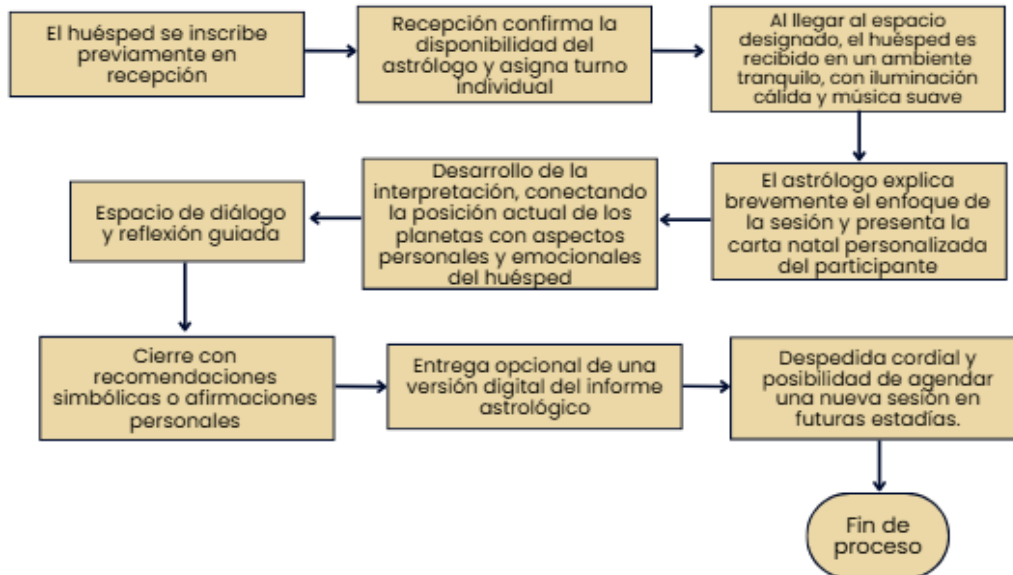 El huésped se inscribe
previamente en
recepción
Recepción confirma la
disponibilidad del
astrólogo y asigna turno
individual
Al llegar al espacio
designado, el huésped es
recibido en un ambiente
tranquilo, con iluminación
cálida y música suave
El astrólogo explica
brevemente el enfoque de
la sesión y presenta la
carta natal personalizada
del participante
Desarrollo de la
interpretación, conectando
la posición actual de los
planetas con aspectos
personales y emocionales
del huésped
Espacio de diálogo
y reflexión guiada
Cierre con
recomendaciones
simbólicas o afirmaciones
personales
Entrega opcional de una
versión digital del informe
astrológico
Despedida cordial y
posibilidad de agendar
una nueva sesión en
futuras estadías.
Fin de
proceso